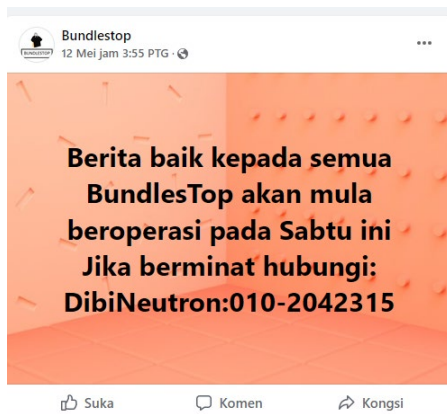 Bundlestop
12 Mei jam 3:55 PTG ·
BUNDLESTOP
Berita baik kepada semua
BundlesTop akan mula
beroperasi pada Sabtu ini
Jika berminat hubungi:
DibiNeutron:010-2042315
Suka
Komen
Kongsi